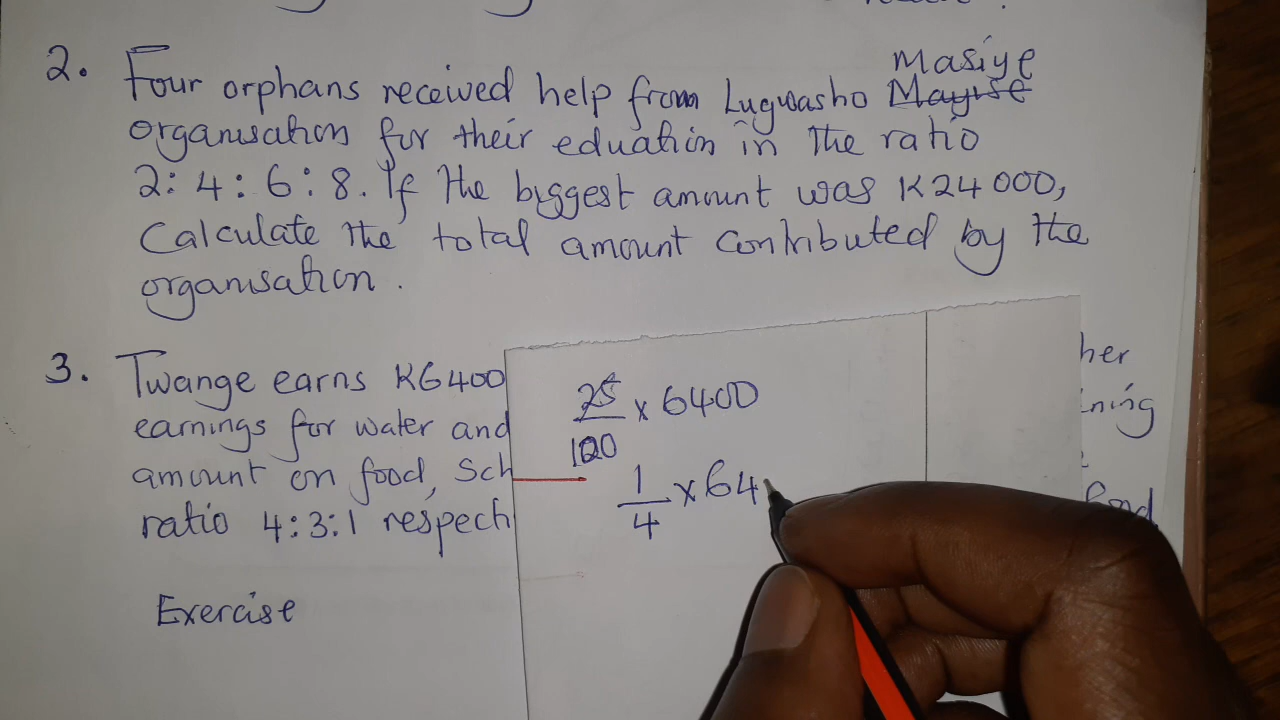 2. Four orphans received help from Lugwasho Masiye
organisation for their eduation in the ratio
2:4:6:8. If the biggest amount was K24 000,
Calculate the total amount contributed by the
organisation.
3. Twange earns K6400 her
earnings for water and ning
amount on food, Sch
ratio 4:3:1 respech food
Exercise
25/100 × 6400
1/4 × 64